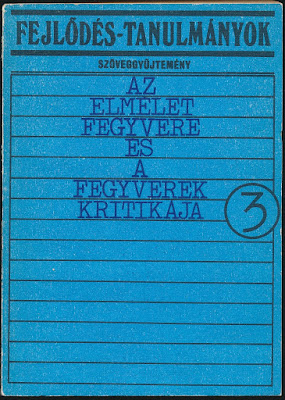 FEJLŐDÉS-TANULMÁNYOK
SZÖVEGGYŰJTEMÉNY
AZ
ELMÉLET
FEGYVERE
ÉS
A
FEGYVEREK
KRITIKÁJA
3